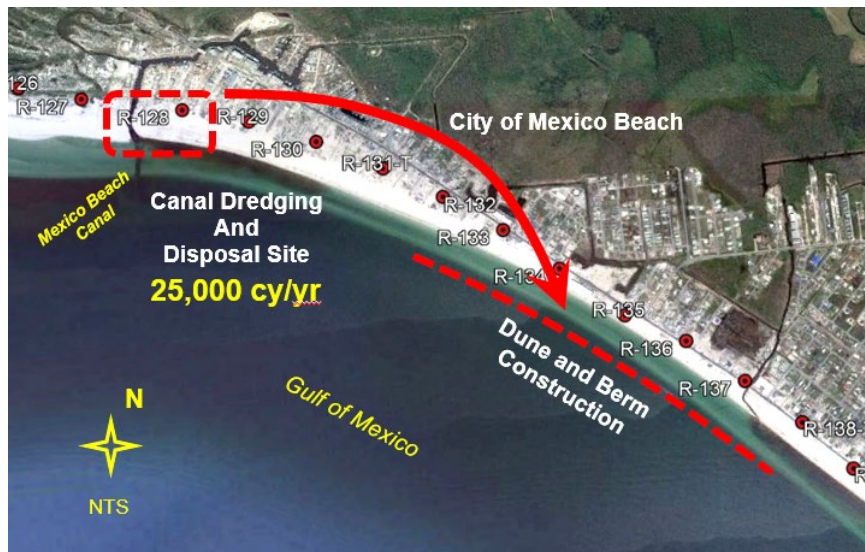 126
R-127
R-128
R-129
R-130
R-131-T
R-132
R-133
R-134
R-135
R-136
R-137
R-138-
R
City of Mexico Beach
Mexico Beach
Canal
Canal Dredging
And
Disposal Site
25,000 cy/yr
Dune and Berm
Construction
Gulf of Mexico
N
NTS